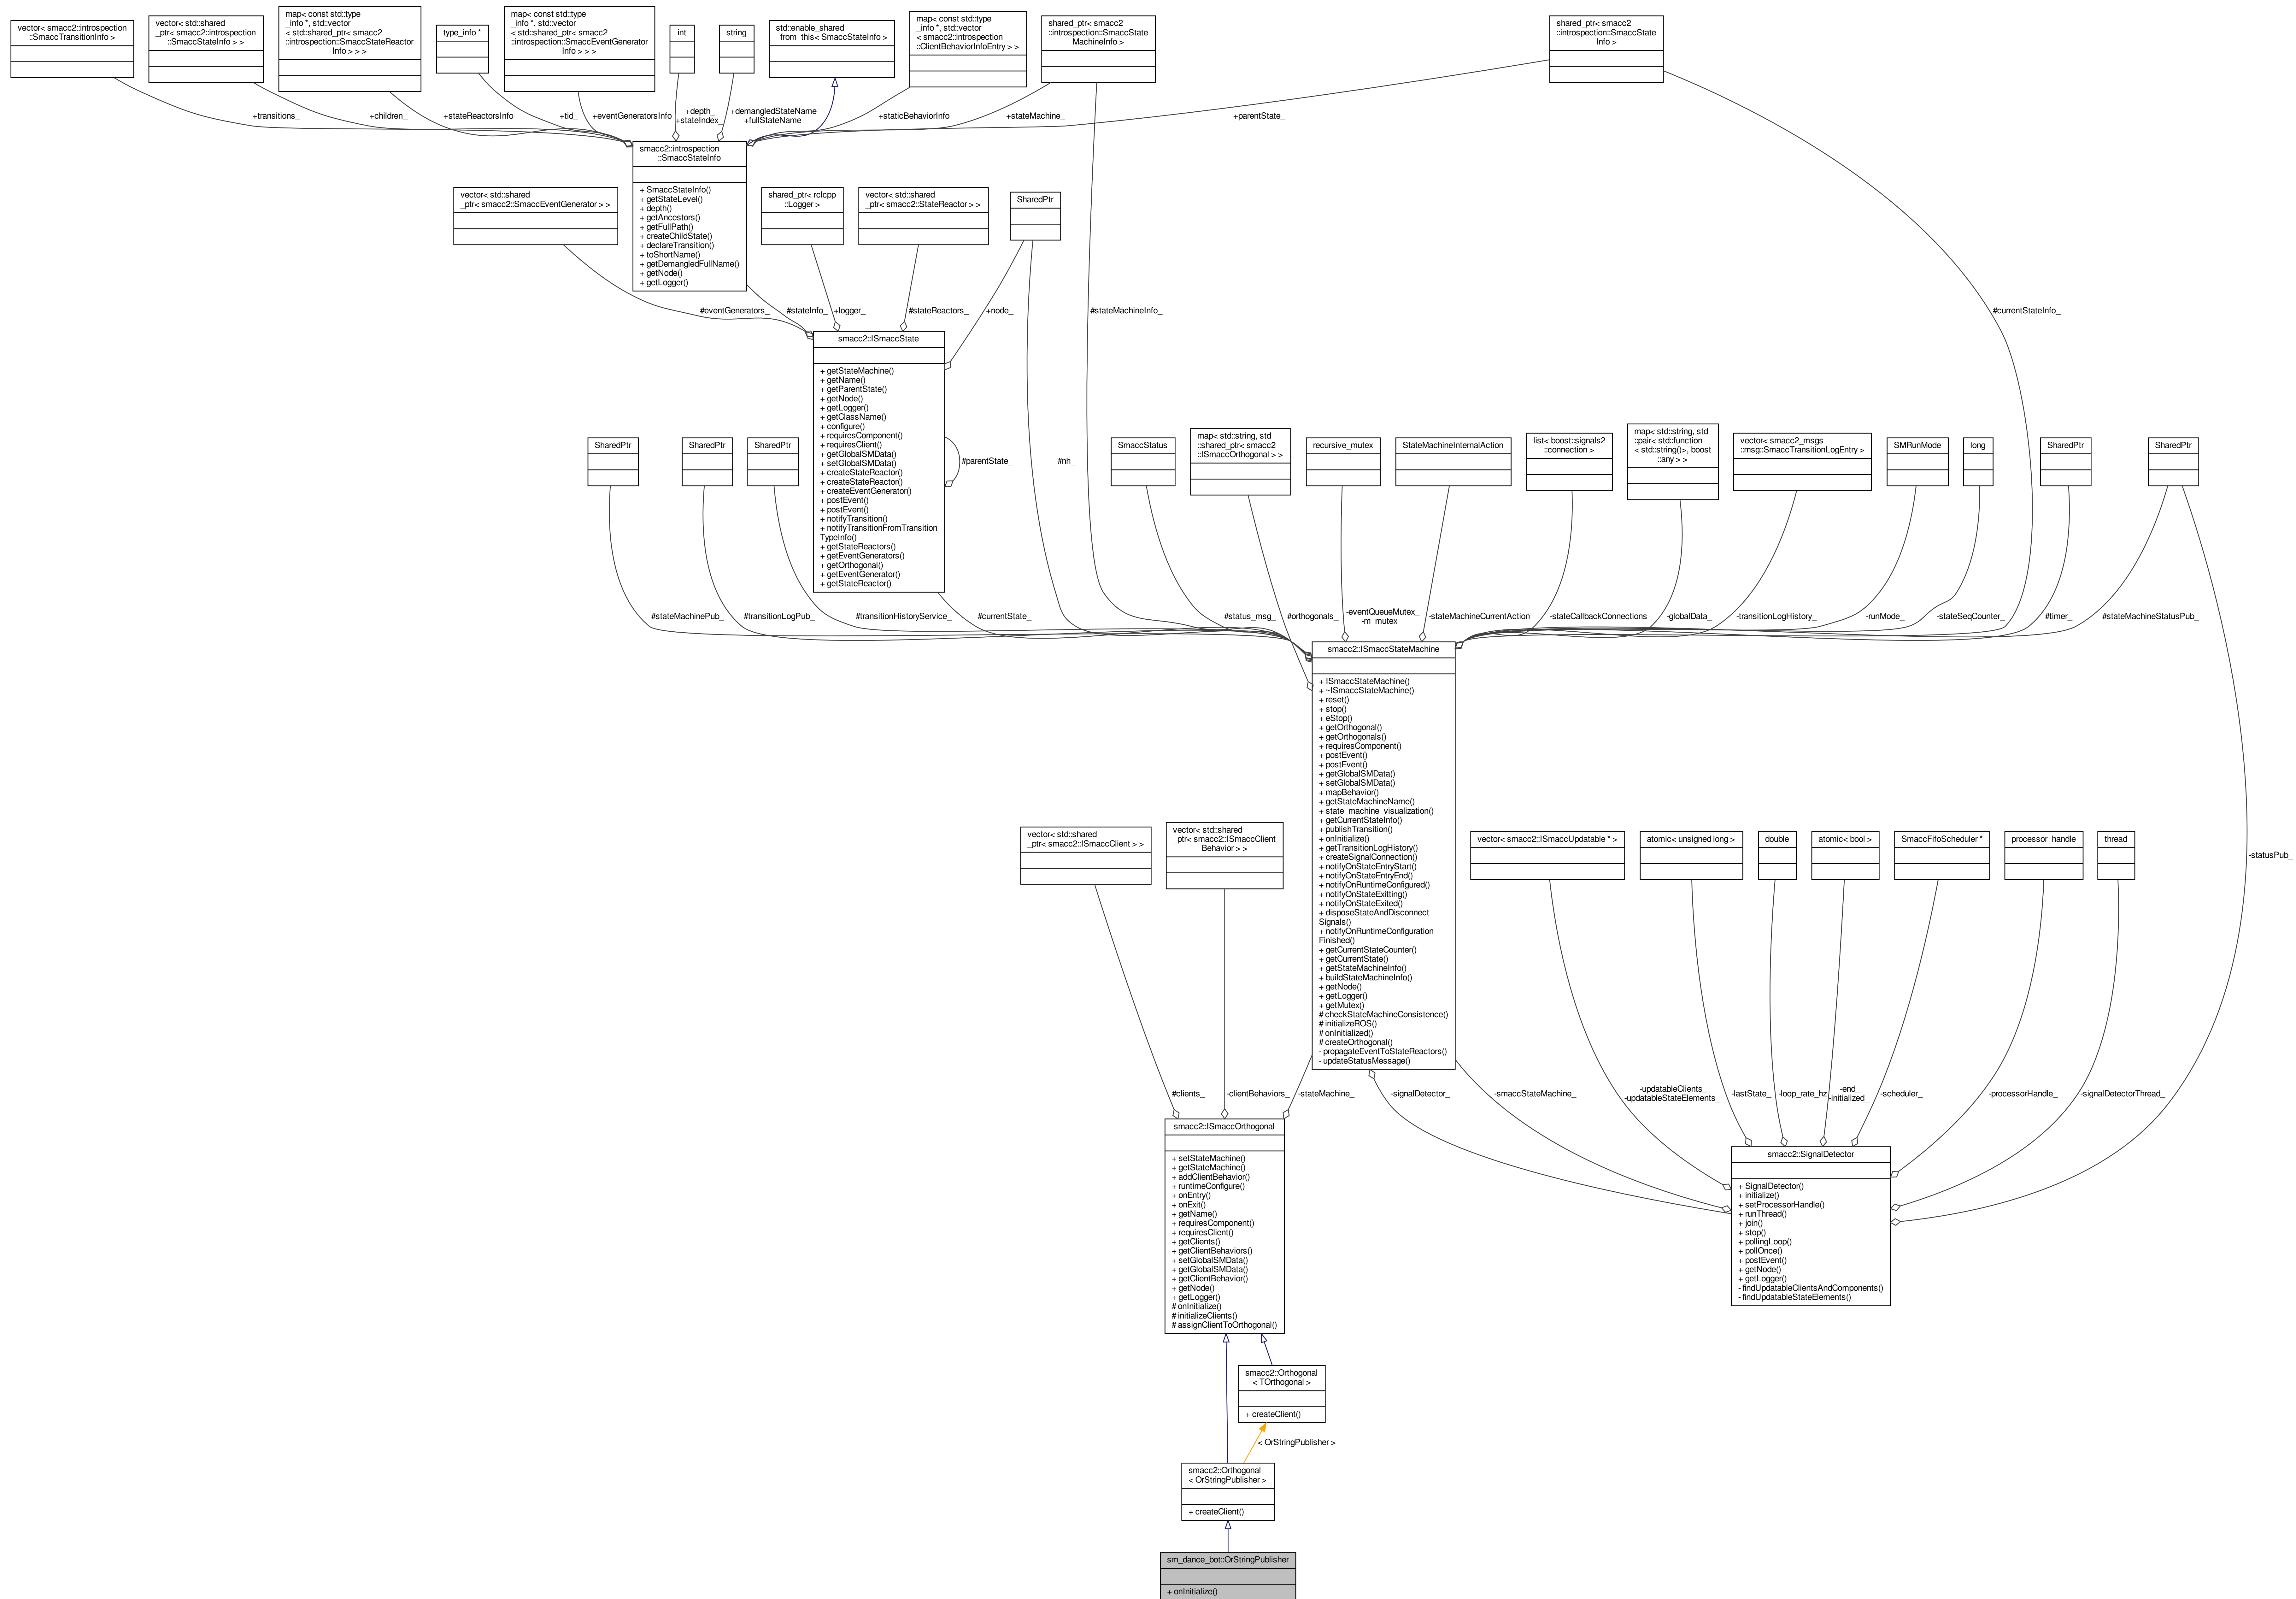 vector< smacc2::introspection
::SmaccTransitionInfo >
vector< std::shared
_ptr< smacc2::introspection
::SmaccStateInfo > >
map< const std::type
_info *, std::vector
< std::shared_ptr< smacc2
::introspection::SmaccStateReactor
Info > > >
type_info *
map< const std::type
_info *, std::vector
< std::shared_ptr< smacc2
::introspection::SmaccEventGenerator
Info > > >
int
string
std::enable_shared
_from_this< SmaccStateInfo >
map< const std::type
_info *, std::vector
< smacc2::introspection
::ClientBehaviorInfoEntry > >
shared_ptr< smacc2
::introspection::SmaccState
MachineInfo >
shared_ptr< smacc2
::introspection::SmaccState
Info >
+transitions_
+children_
+stateReactorsInfo
+tid_
+eventGeneratorsInfo
+depth_
+stateIndex_
+demangledStateName
+fullStateName
+staticBehaviorInfo
+stateMachine_
+parentState_
smacc2::introspection
::SmaccStateInfo
+ SmaccStateInfo()
+ getStateLevel()
+ depth()
+ getAncestors()
+ getFullPath()
+ createChildState()
+ declareTransition()
+ toShortName()
+ getDemangledFullName()
+ getNode()
+ getLogger()
vector< std::shared
_ptr< smacc2::SmaccEventGenerator > >
shared_ptr< rclcpp
::Logger >
vector< std::shared
_ptr< smacc2::StateReactor > >
SharedPtr
#eventGenerators_
#stateInfo_
+logger_
#stateReactors_
+node_
#stateMachineInfo_
#currentStateInfo_
smacc2::ISmaccState
+ getStateMachine()
+ getName()
+ getParentState()
+ getNode()
+ getLogger()
+ getClassName()
+ configure()
+ requiresComponent()
+ requiresClient()
+ getGlobalSMData()
+ setGlobalSMData()
+ createStateReactor()
+ createStateReactor()
+ createEventGenerator()
+ postEvent()
+ postEvent()
+ notifyTransition()
+ notifyTransitionFromTransition
TypeInfo()
+ getStateReactors()
+ getEventGenerators()
+ getOrthogonal()
+ getEventGenerator()
+ getStateReactor()
#parentState_
#nh_
SharedPtr
SharedPtr
SharedPtr
SmaccStatus
map< std::string, std
::shared_ptr< smacc2
::ISmaccOrthogonal > >
recursive_mutex
StateMachineInternalAction
list< boost::signals2
::connection >
map< std::string, std
::pair< std::function
< std::string()>, boost
::any > >
vector< smacc2_msgs
::msg::SmaccTransitionLogEntry >
SMRunMode
long
SharedPtr
SharedPtr
#stateMachinePub_
#transitionLogPub_
#transitionHistoryService_
#currentState_
#status_msg_
#orthogonals_
-eventQueueMutex_
-m_mutex_
-stateMachineCurrentAction
-stateCallbackConnections
-globalData_
-transitionLogHistory_
-runMode_
-stateSeqCounter_
#timer_
#stateMachineStatusPub_
smacc2::ISmaccStateMachine
+ ISmaccStateMachine()
+ ~ISmaccStateMachine()
+ reset()
+ stop()
+ eStop()
+ getOrthogonal()
+ getOrthogonals()
+ requiresComponent()
+ postEvent()
+ postEvent()
+ getGlobalSMData()
+ setGlobalSMData()
+ mapBehavior()
+ getStateMachineName()
+ state_machine_visualization()
+ getCurrentStateInfo()
+ publishTransition()
+ onInitialize()
+ getTransitionLogHistory()
+ createSignalConnection()
+ notifyOnStateEntryStart()
+ notifyOnStateEntryEnd()
+ notifyOnRuntimeConfigured()
+ notifyOnStateExitting()
+ notifyOnStateExited()
+ disposeStateAndDisconnect
Signals()
+ notifyOnRuntimeConfiguration
Finished()
+ getCurrentStateCounter()
+ getCurrentState()
+ getStateMachineInfo()
+ buildStateMachineInfo()
+ getNode()
+ getLogger()
+ getMutex()
# checkStateMachineConsistence()
# initializeROS()
# onInitialized()
# createOrthogonal()
- propagateEventToStateReactors()
- updateStatusMessage()
vector< std::shared
_ptr< smacc2::ISmaccClient > >
vector< std::shared
_ptr< smacc2::ISmaccClient
Behavior > >
vector< smacc2::ISmaccUpdatable * >
atomic< unsigned long >
double
atomic< bool >
SmaccFifoScheduler *
processor_handle
thread
-statusPub_
#clients_
-clientBehaviors_
-stateMachine_
-signalDetector_
-smaccStateMachine_
-updatableClients_
-updatableStateElements_
-lastState_
-loop_rate_hz
-end_
-initialized_
-scheduler_
-processorHandle_
-signalDetectorThread_
smacc2::ISmaccOrthogonal
+ setStateMachine()
+ getStateMachine()
+ addClientBehavior()
+ runtimeConfigure()
+ onEntry()
+ onExit()
+ getName()
+ requiresComponent()
+ requiresClient()
+ getClients()
+ getClientBehaviors()
+ setGlobalSMData()
+ getGlobalSMData()
+ getClientBehavior()
+ getNode()
+ getLogger()
# onInitialize()
# initializeClients()
# assignClientToOrthogonal()
smacc2::SignalDetector
+ SignalDetector()
+ initialize()
+ setProcessorHandle()
+ runThread()
+ join()
+ stop()
+ pollingLoop()
+ pollOnce()
+ postEvent()
+ getNode()
+ getLogger()
- findUpdatableClientsAndComponents()
- findUpdatableStateElements()
smacc2::Orthogonal
< TOrthogonal >
+ createClient()
< OrStringPublisher >
smacc2::Orthogonal
< OrStringPublisher >
+ createClient()
sm_dance_bot::OrStringPublisher
+ onInitialize()